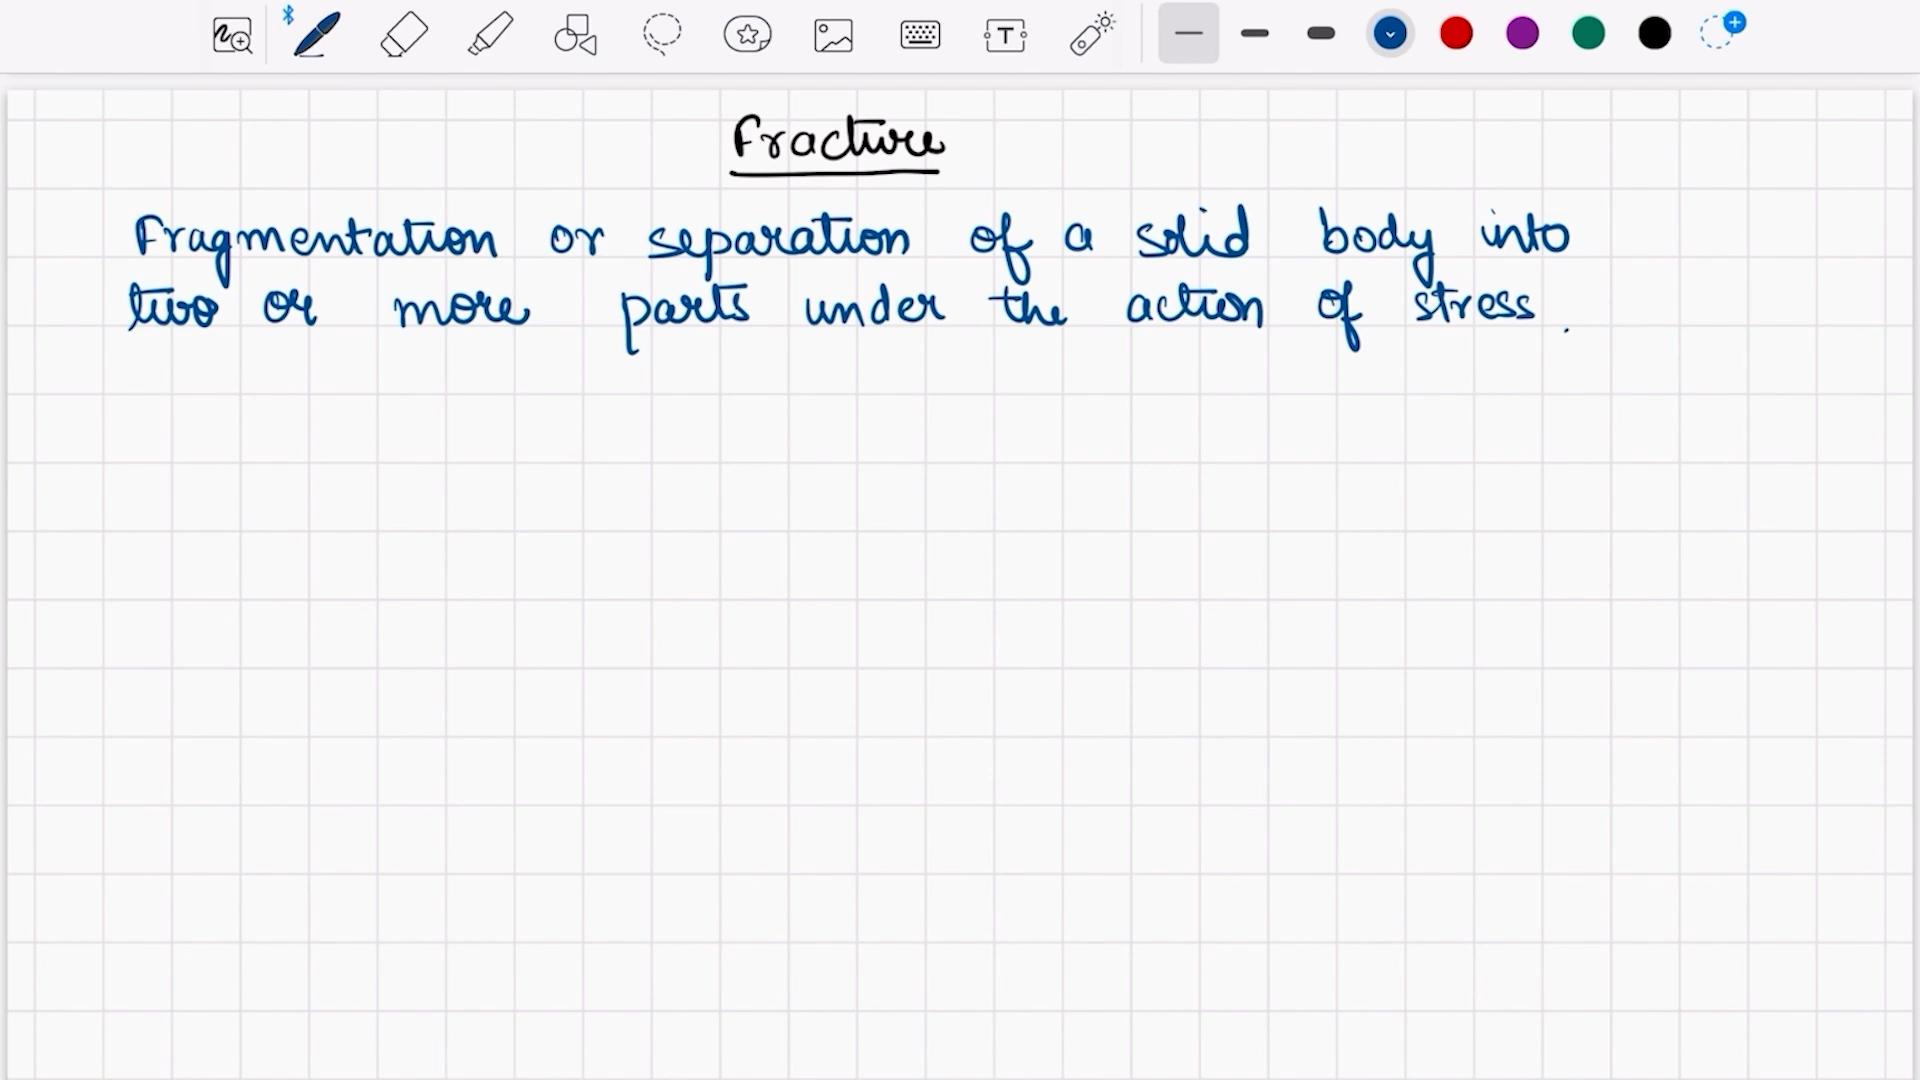 Fracture
Fragmentation or separation of a solid body into
two or more parts under the action of stress.